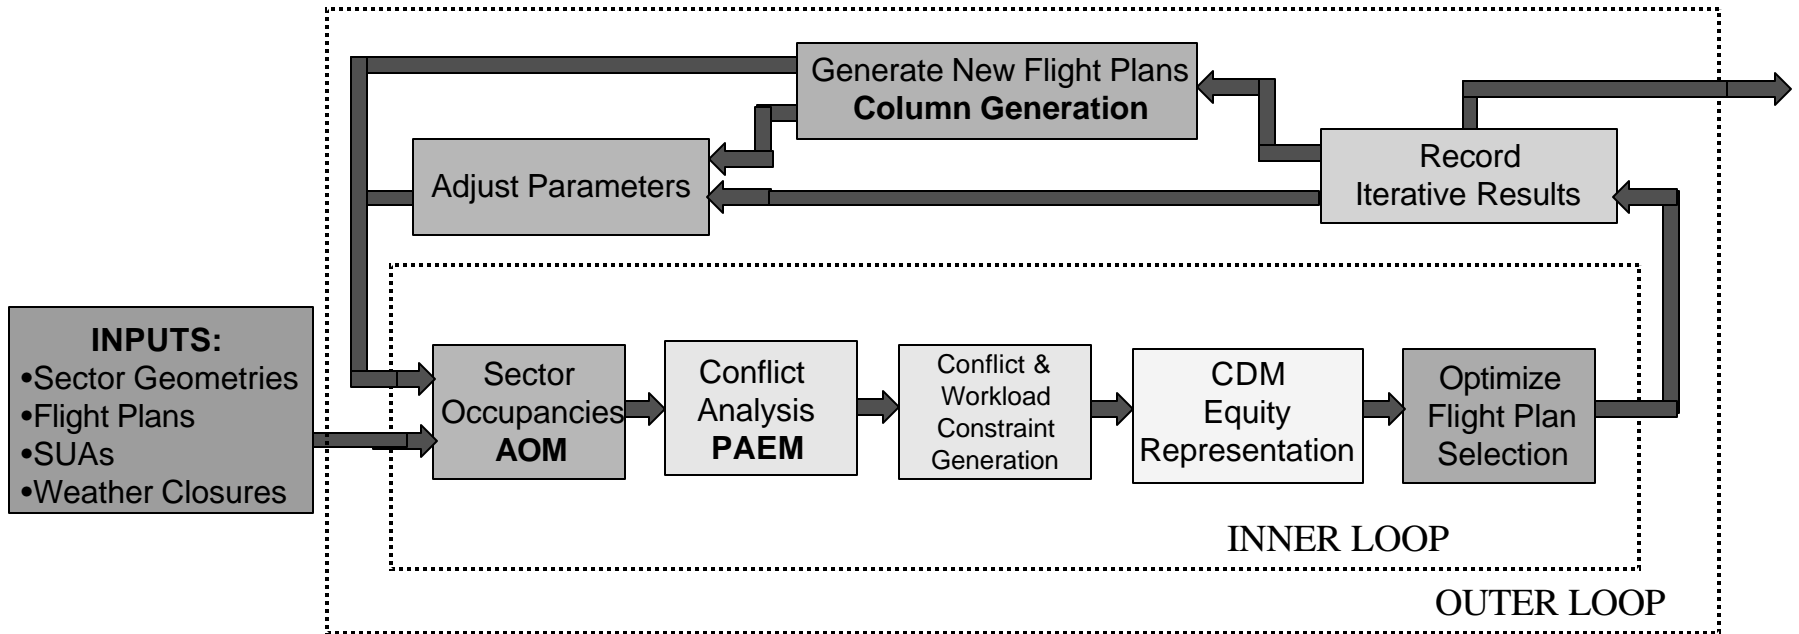 Generate New Flight Plans
Column Generation
Record
Iterative Results
Adjust Parameters
INPUTS:
•Sector Geometries
•Flight Plans
•SUAs
•Weather Closures
Sector
Occupancies
AOM
Conflict
Analysis
PAEM
Conflict &
Workload
Constraint
Generation
CDM
Equity
Representation
Optimize
Flight Plan
Selection
INNER LOOP
OUTER LOOP